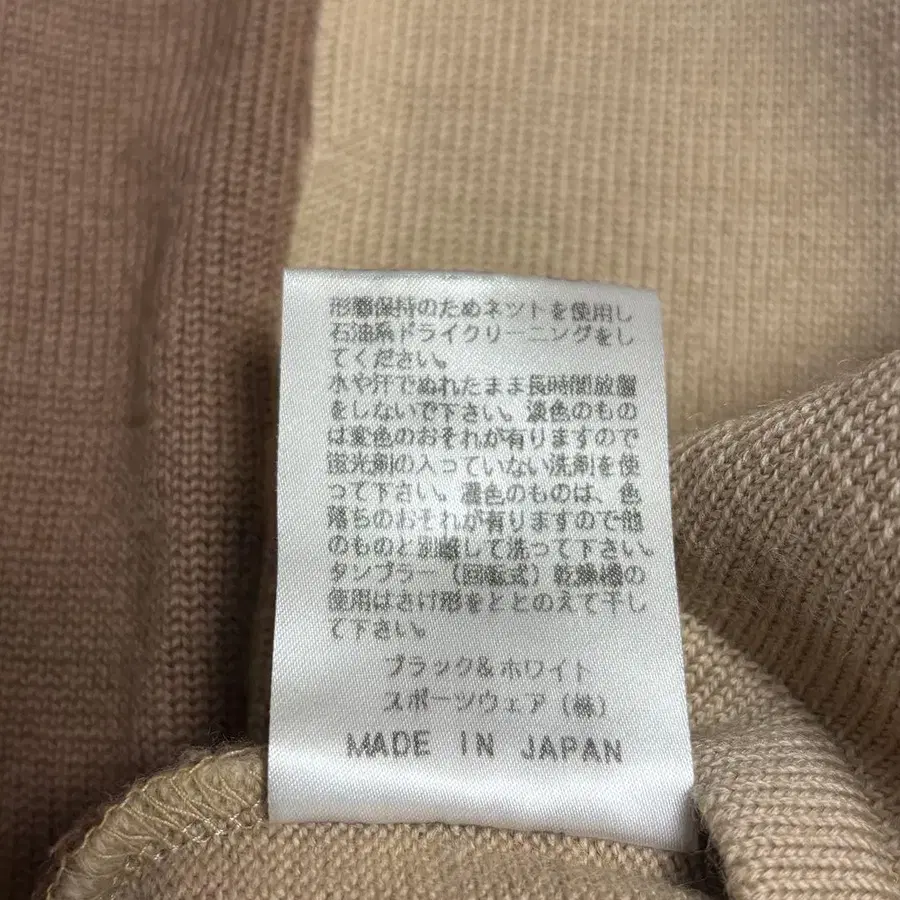 形態保持のためネットを使用し
石油系ドライクリーニングをし
てください。
水や汗でぬれたまま長時間放置
をしないで下さい。淡色のもの
は変色のおそれが有りますので
蛍光剤の入っていない洗剤を使
って下さい。濃色のものは、色
落ちのおそれが有りますので他
のものと別離して洗って下さい。
タンブラー（回転式）乾燥機の
使用はさけ形をととのえて干し
て下さい。
ブラック&ホワイト
スポーツウェア（株）
MADE IN JAPAN